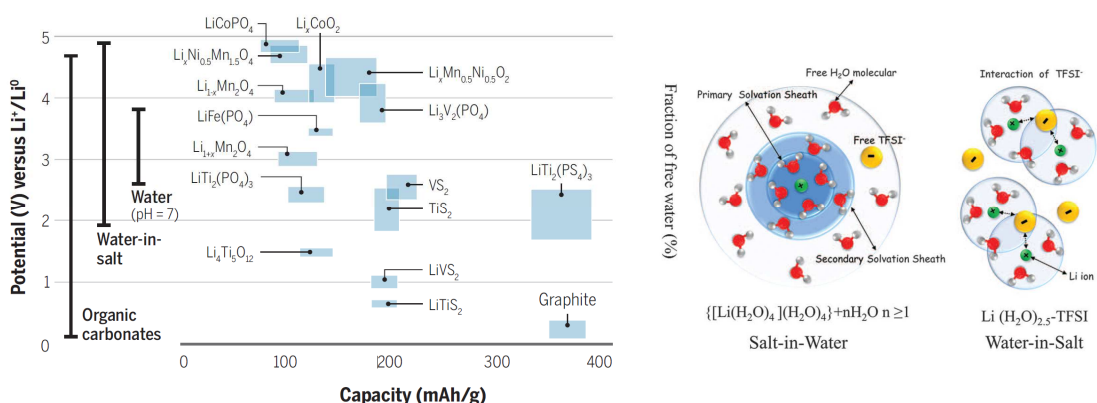 LiCoPO₄
LiₓCoO₂
LiₓNi₀.₅Mn₁.₅O₄
LiₓMn₀.₅Ni₀.₅O₂
Li₁₋ₓMn₂O₄
Li₃V₂(PO₄)
LiFe(PO₄)
Li₁₊ₓMn₂O₄
LiTi₂(PO₄)₃
LiTi₂(PS₄)₃
VS₂
TiS₂
Li₄Ti₅O₁₂
LiVS₂
LiTiS₂
Graphite
Water
(pH = 7)
Water-in-
salt
Organic
carbonates
Potential (V) versus Li⁺/Li⁰
5
4
3
2
1
0
0 100 200 300 400
Capacity (mAh/g)
Fraction of free water (%)
Free H₂O molecular
Primary Solvation Sheath
Free TFSI⁻
Secondary Solvation Sheath
{[Li(H₂O)₄](H₂O)₄}+nH₂O n ≥1
Salt-in-Water
Interaction of TFSI⁻
Li ion
Li (H₂O)₂.₅-TFSI
Water-in-Salt